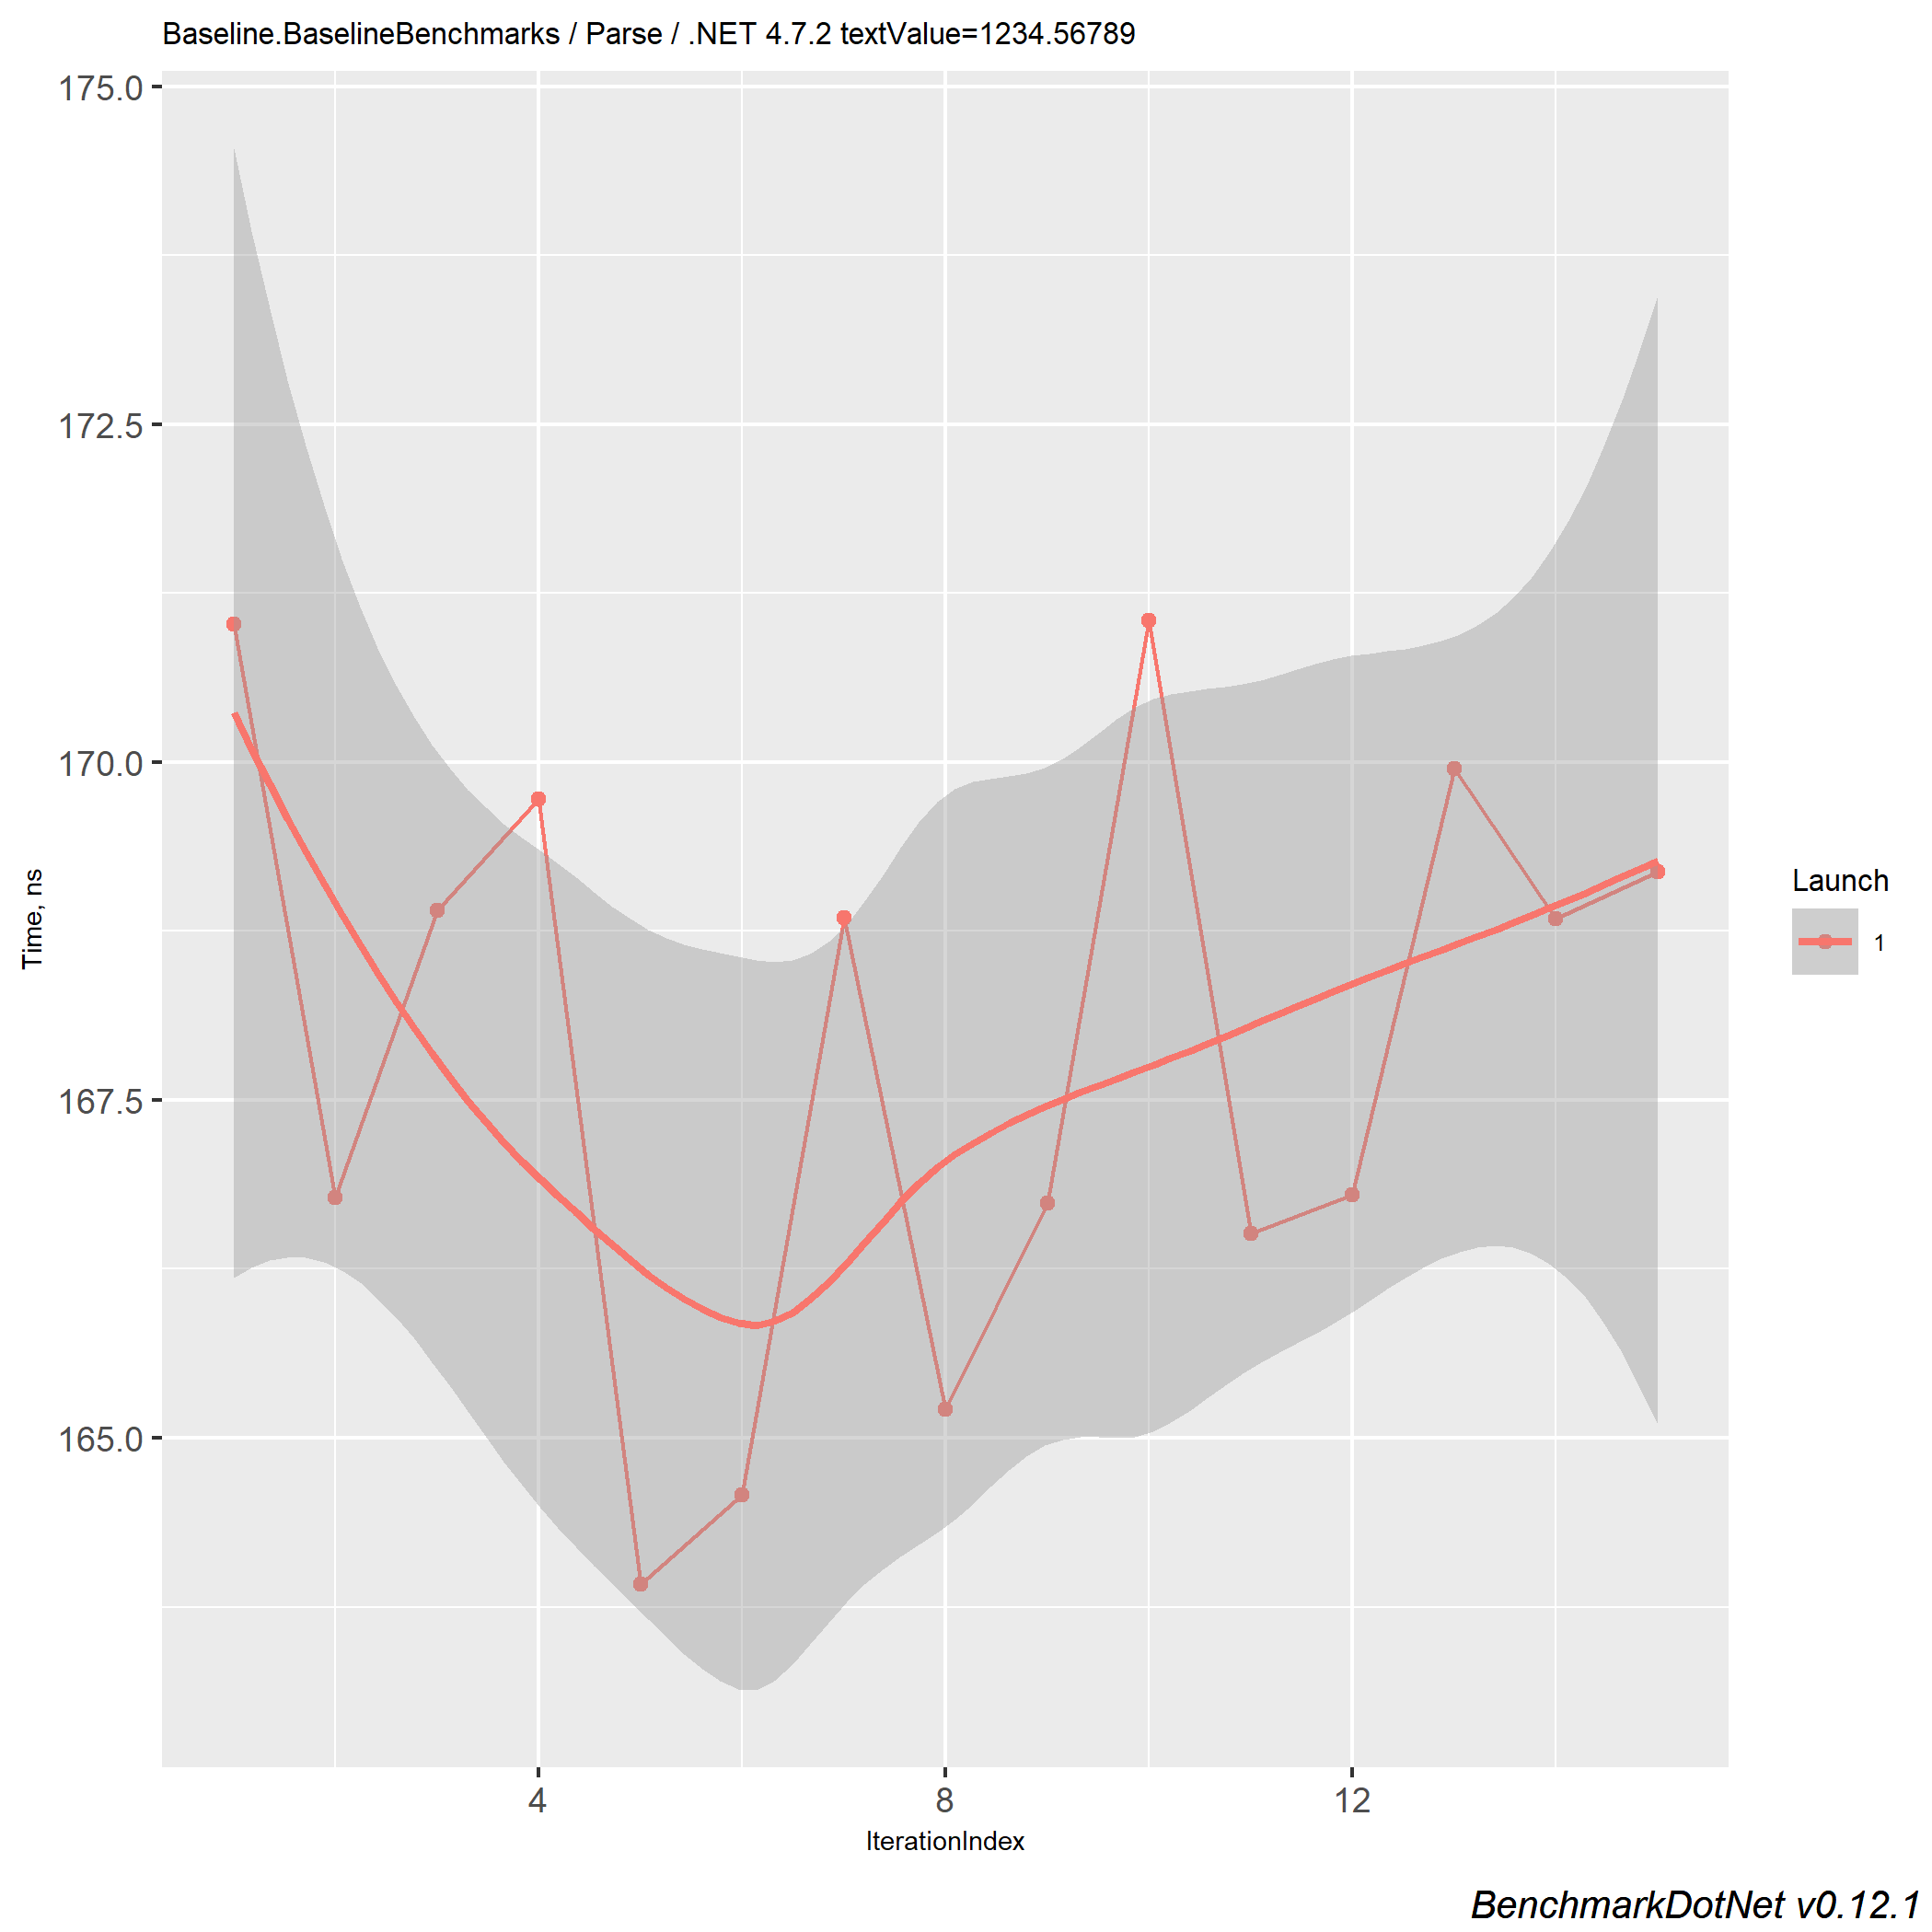 Baseline.BaselineBenchmarks / Parse / .NET 4.7.2 textValue=1234.56789
175.0
172.5
170.0
167.5
165.0
Time, ns
4
8
12
IterationIndex
Launch
1
BenchmarkDotNet v0.12.1